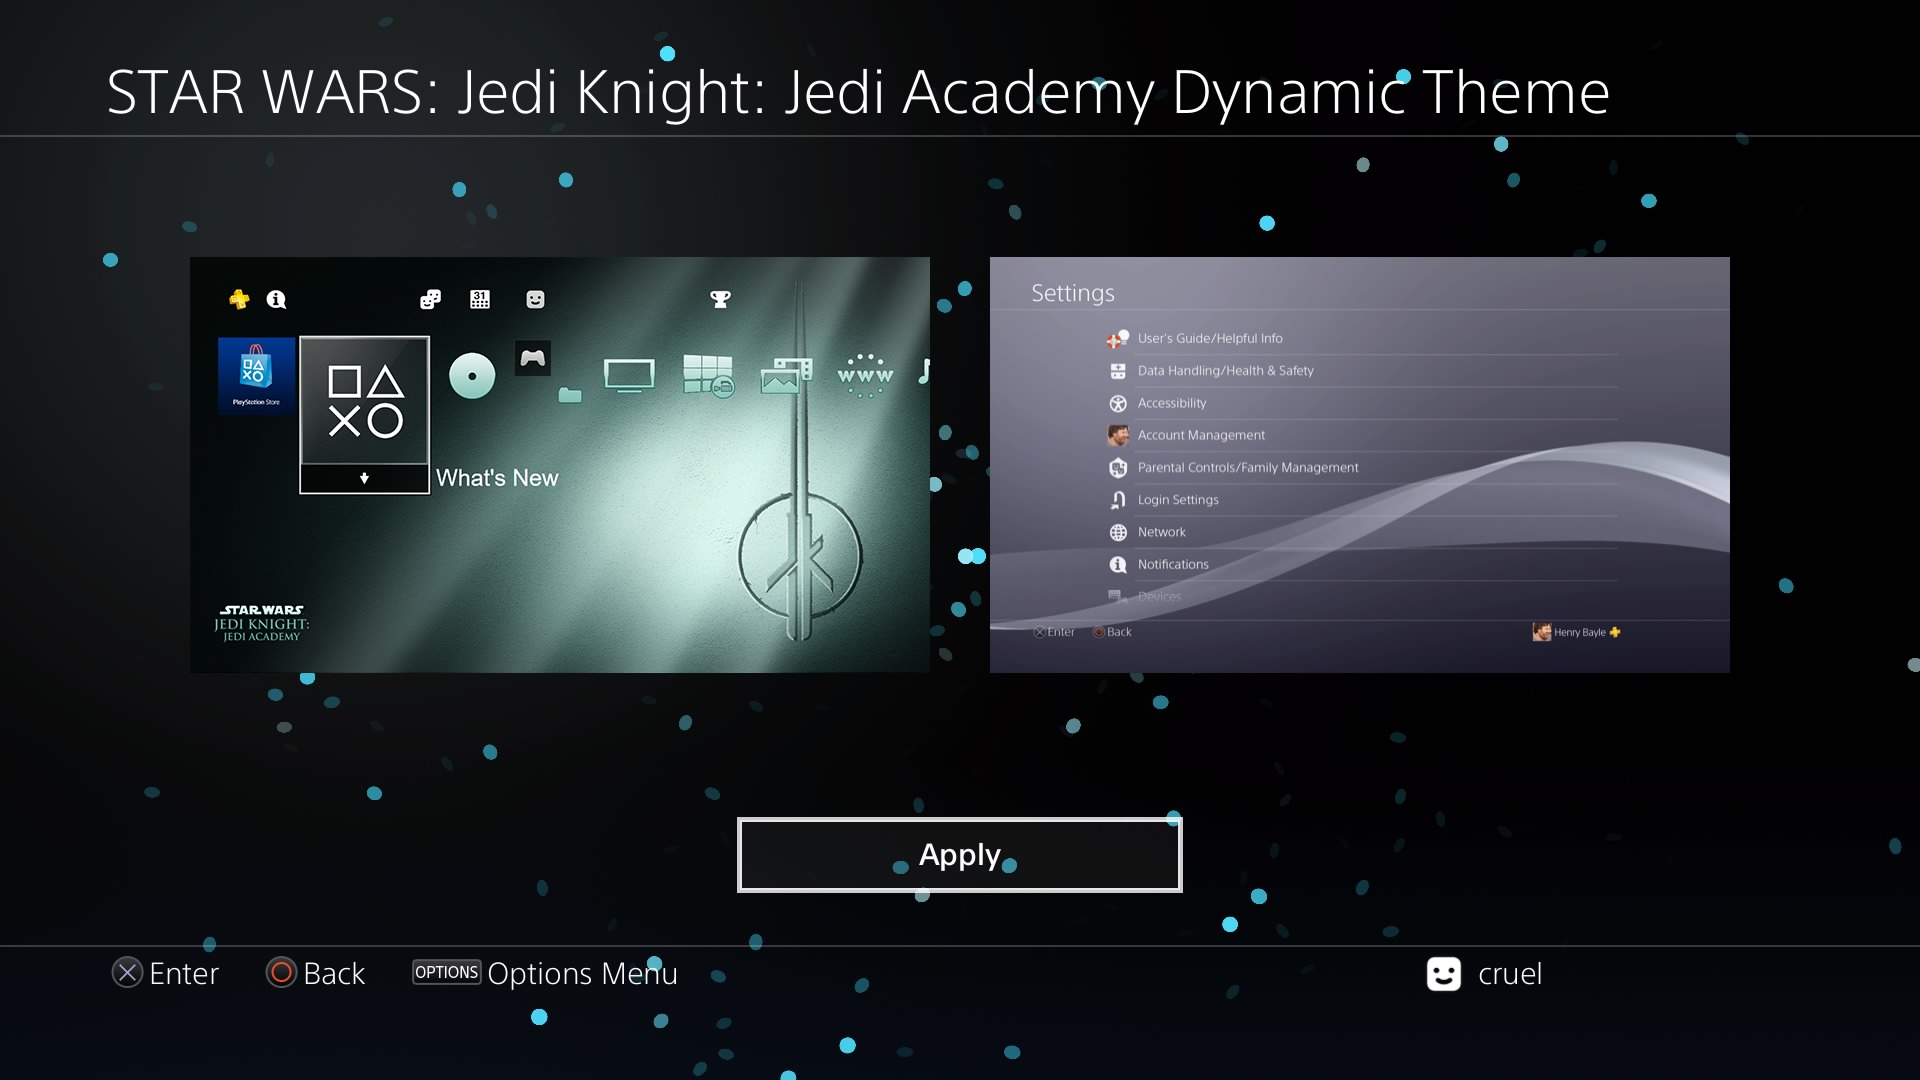 STAR WARS: Jedi Knight: Jedi Academy Dynamic Theme
31
PlayStation Store
WWW
What's New
STAR WARS
JEDI KNIGHT:
JEDI ACADEMY
Settings
User's Guide/Helpful Info
Data Handling/Health & Safety
Accessibility
Account Management
Parental Controls/Family Management
Login Settings
Network
Notifications
Devices
Enter Back Henry Bayle
Apply
Enter Back OPTIONS Options Menu cruel